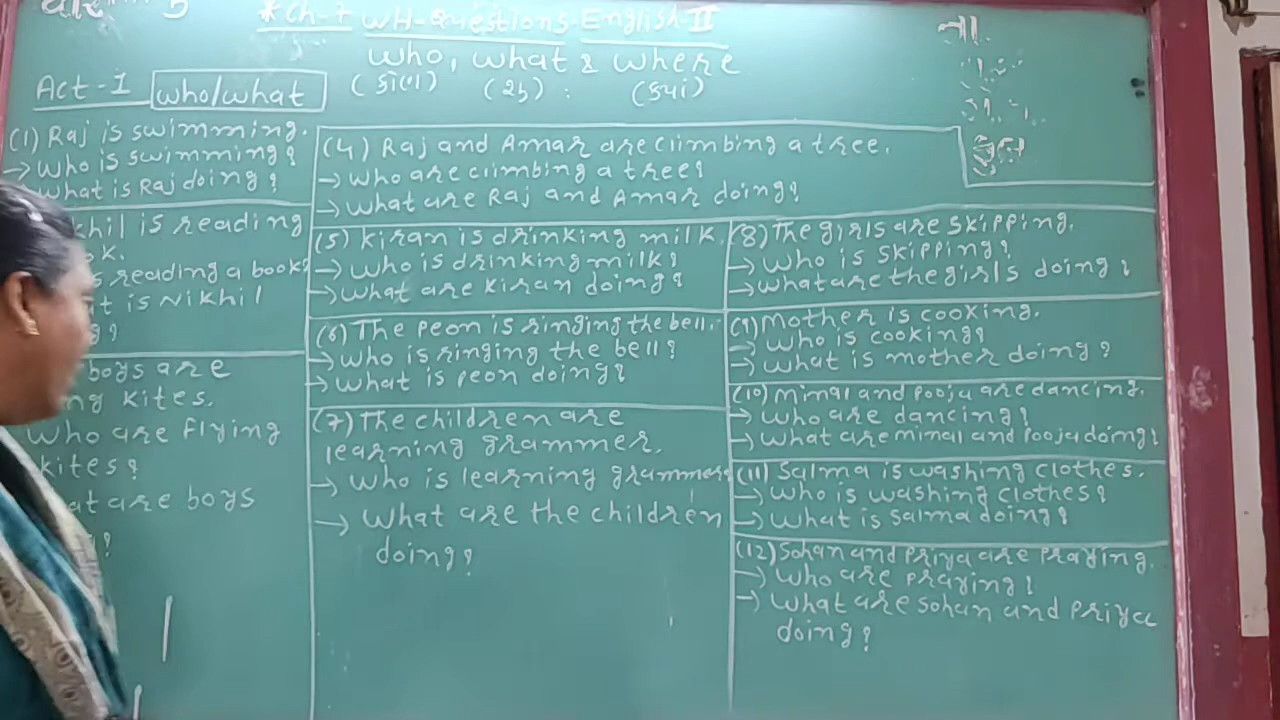 5 * Ch-7 WH-Questions English II
who, what & where
Act-1 who/what (કોણ) (શું) : (ક્યાં)
(1) Raj is swimming.
→ Who is swimming?
What is Raj doing?
khil is reading
ok.
s reading a book?
t is Nikhil
g?
boys are
ng kites.
Who are flying
kites?
at are boys
?
(4) Raj and Amar are climbing a tree.
→ Who are climbing a tree?
→ What are Raj and Amar doing?
(5) Kiran is drinking milk.
→ Who is drinking milk?
→ What are Kiran doing?
(6) The Peon is ringing the bell.
→ Who is ringing the bell?
→ What is Peon doing?
(7) The children are
learning grammer.
→ Who is learning grammer?
→ What are the children
doing?
(8) The girls are skipping.
→ Who is skipping?
→ What are the girls doing?
(9) Mother is cooking.
→ Who is cooking?
→ What is mother doing?
(10) Minal and Pooja are dancing.
→ Who are dancing?
→ What are minal and Pooja doing?
(11) Salma is washing clothes.
→ Who is washing clothes?
→ What is Salma doing?
(12) Sohan and Priya are Praying.
→ Who are praying?
→ What are Sohan and Priya
doing?